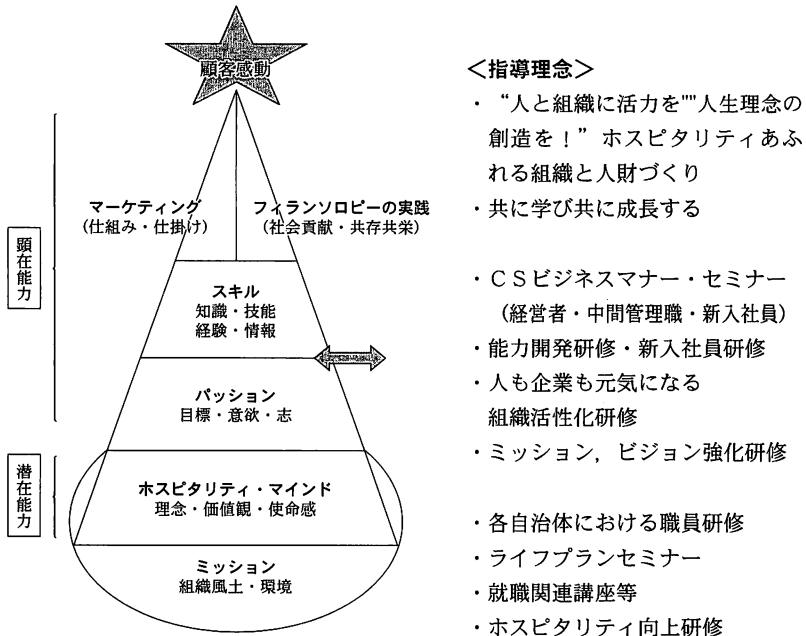 顧客感動
マーケティング
(仕組み・仕掛け)
フィランソロピーの実践
(社会貢献・共存共栄)
顕在能力
スキル
知識・技能
経験・情報
パッション
目標・意欲・志
潜在能力
ホスピタリティ・マインド
理念・価値観・使命感
ミッション
組織風土・環境
＜指導理念＞
・“人と組織に活力を""人生理念の
創造を！”ホスピタリティあふ
れる組織と人財づくり
・共に学び共に成長する
・ＣＳビジネスマナー・セミナー
（経営者・中間管理職・新入社員）
・能力開発研修・新入社員研修
・人も企業も元気になる
組織活性化研修
・ミッション，ビジョン強化研修
・各自治体における職員研修
・ライフプランセミナー
・就職関連講座等
・ホスピタリティ向上研修